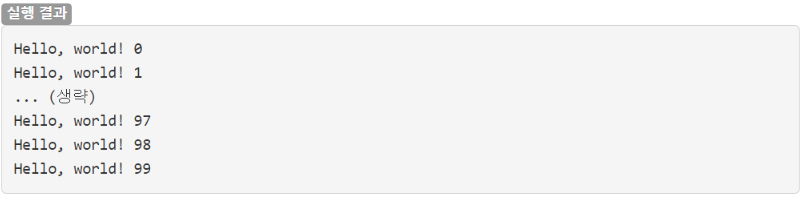 실행 결과
Hello, world! 0
Hello, world! 1
... (생략)
Hello, world! 97
Hello, world! 98
Hello, world! 99